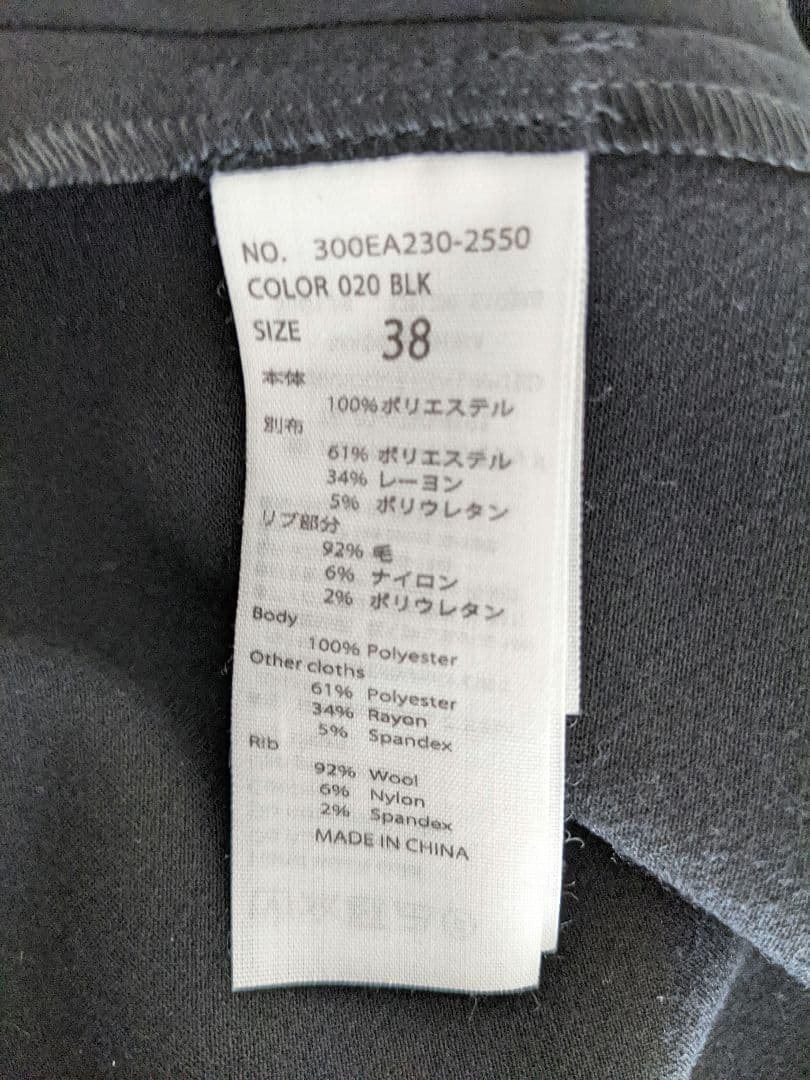 NO. 300EA230-2550
COLOR 020 BLK
SIZE 38
本体
100%ポリエステル
別布
61% ポリエステル
34% レーヨン
5% ポリウレタン
リブ部分
92% 毛
6% ナイロン
2% ポリウレタン
Body
100% Polyester
Other cloths
61% Polyester
34% Rayon
5% Spandex
Rib
92% Wool
6% Nylon
2% Spandex
MADE IN CHINA